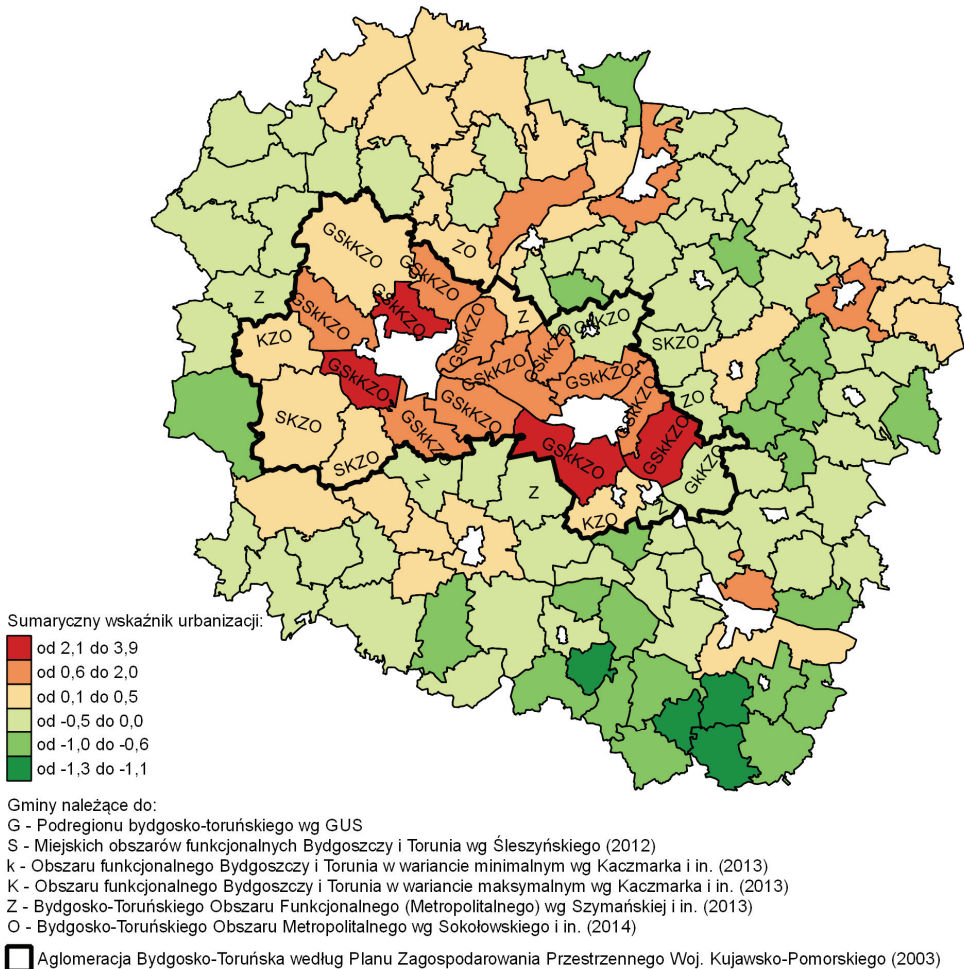 GSkKZO
ZO
GSkKZO
Z
GSkKZO
GSkKZO
Z
GSkKZO
GkKZO
KZO
GSkKZO
GSkKZO
SKZO
GSkKZO
GSkKZO
GSkKZO
GSkKZO
ZO
SKZO
GSkKZO
GSkKZO
GSkKZO
GSkKZO
SKZO
GkKZO
Z
Z
KZO
Z
Sumaryczny wskaźnik urbanizacji:
od 2,1 do 3,9
od 0,6 do 2,0
od 0,1 do 0,5
od -0,5 do 0,0
od -1,0 do -0,6
od -1,3 do -1,1
Gminy należące do:
G - Podregionu bydgosko-toruńskiego wg GUS
S - Miejskich obszarów funkcjonalnych Bydgoszczy i Torunia wg Śleszyńskiego (2012)
k - Obszaru funkcjonalnego Bydgoszczy i Torunia w wariancie minimalnym wg Kaczmarka i in. (2013)
K - Obszaru funkcjonalnego Bydgoszczy i Torunia w wariancie maksymalnym wg Kaczmarka i in. (2013)
Z - Bydgosko-Toruńskiego Obszaru Funkcjonalnego (Metropolitalnego) wg Szymańskiej i in. (2013)
O - Bydgosko-Toruńskiego Obszaru Metropolitalnego wg Sokołowskiego i in. (2014)
Aglomeracja Bydgosko-Toruńska według Planu Zagospodarowania Przestrzennego Woj. Kujawsko-Pomorskiego (2003)